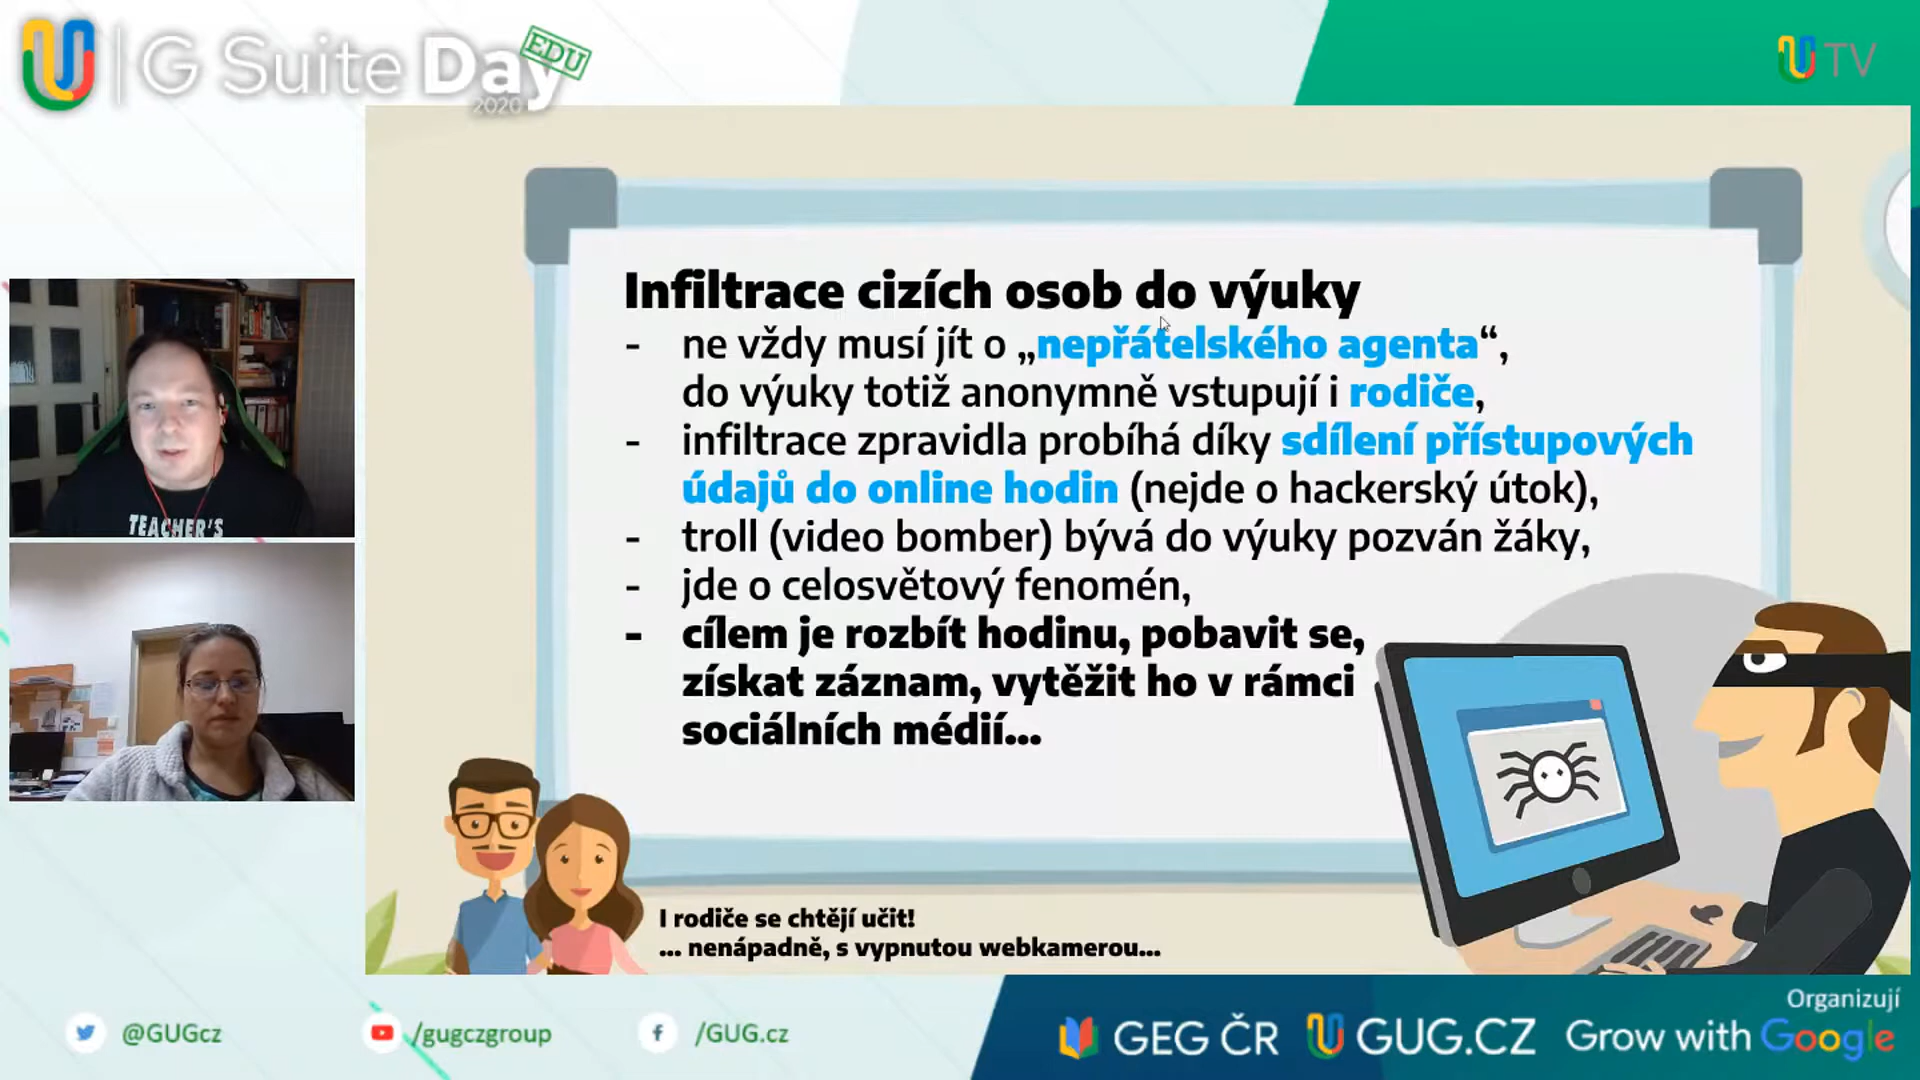 G Suite Day EDU
2020
TV
Infiltrace cizích osob do výuky
- ne vždy musí jít o „nepřátelského agenta“,
do výuky totiž anonymně vstupují i rodiče,
- infiltrace zpravidla probíhá díky sdílení přístupových
údajů do online hodin (nejde o hackerský útok),
- troll (video bomber) bývá do výuky pozván žáky,
- jde o celosvětový fenomén,
- cílem je rozbít hodinu, pobavit se,
získat záznam, vytěžit ho v rámci
sociálních médií...
TEACHER'S
I rodiče se chtějí učit!
... nenápadně, s vypnutou webkamerou...
Organizují
@GUGcz
/gugczgroup
/GUG.cz
GEG ČR
GUG.CZ
Grow with Google